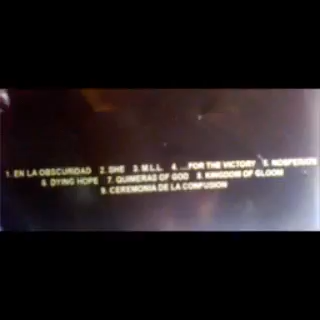 1. EN LA OBSCURIDAD 2. SHE 3. M.I.L. 4. ...FOR THE VICTORY 5. NOSFERATU
6. DYING HOPE 7. QUIMERAS OF GOD 8. KINGDOM OF GLOOM
9. CEREMONIA DE LA CONFUSION